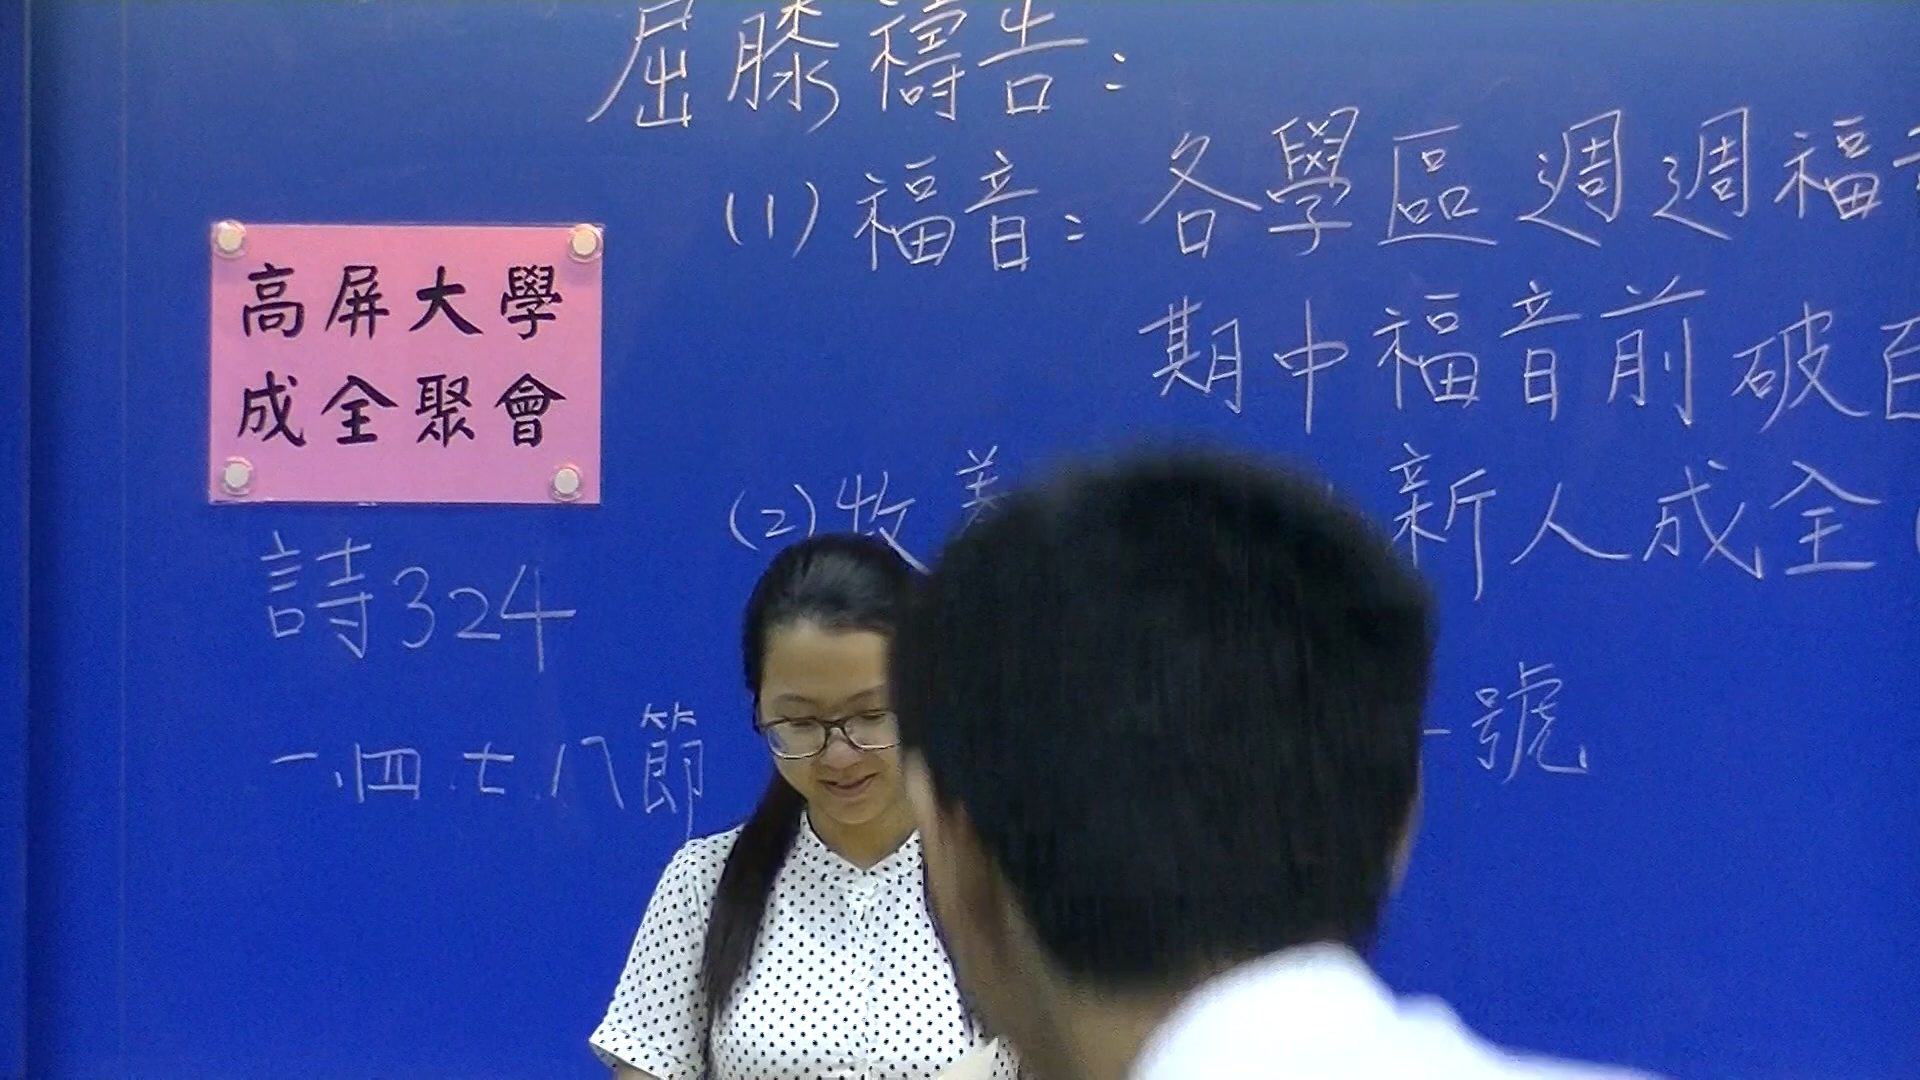 高屏大學
成全聚會
詩324
一.四.七.八節
屈膝禱告:
(1)福音:各學區週週福音
期中福音前破百
(2)牧養 新人成全
號